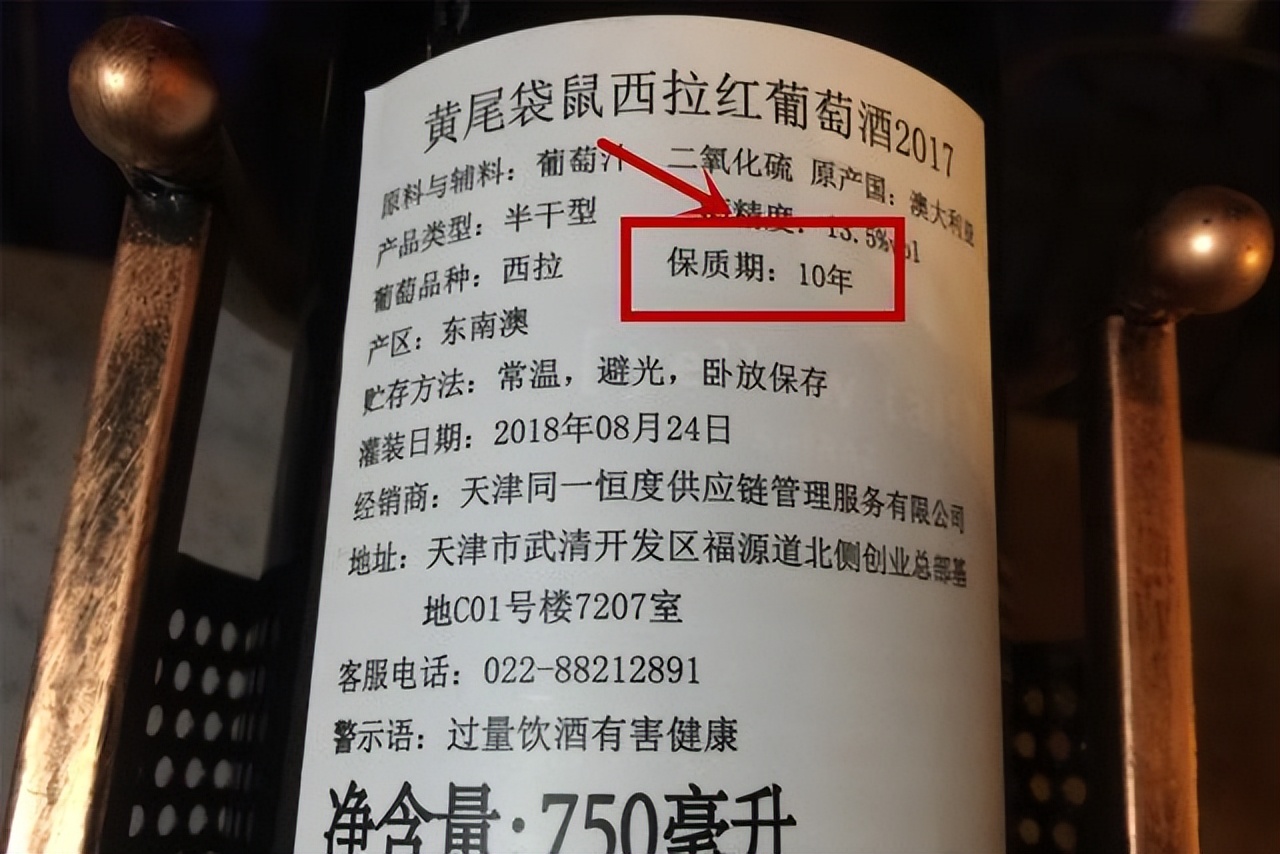 黄尾袋鼠西拉红葡萄酒2017
原料与辅料：葡萄汁 二氧化硫 原产国：澳大利亚
产品类型：半干型 酒精度：13.5%vol
葡萄品种：西拉 保质期：10年
产区：东南澳
贮存方法：常温，避光，卧放保存
灌装日期：2018年08月24日
经销商：天津同一恒度供应链管理服务有限公司
地址：天津市武清开发区福源道北侧创业总部基
地C01号楼7207室
客服电话：022-88212891
警示语：过量饮酒有害健康
净含量：750毫升